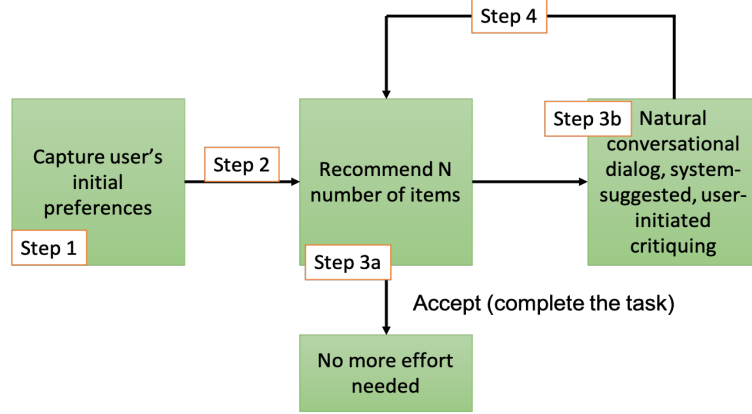 Step 4
Capture user's
initial
preferences
Step 1
Step 2
Recommend N
number of items
Step 3a
Step 3b
Natural
conversational
dialog, system-
suggested, user-
initiated
critiquing
Accept (complete the task)
No more effort
needed